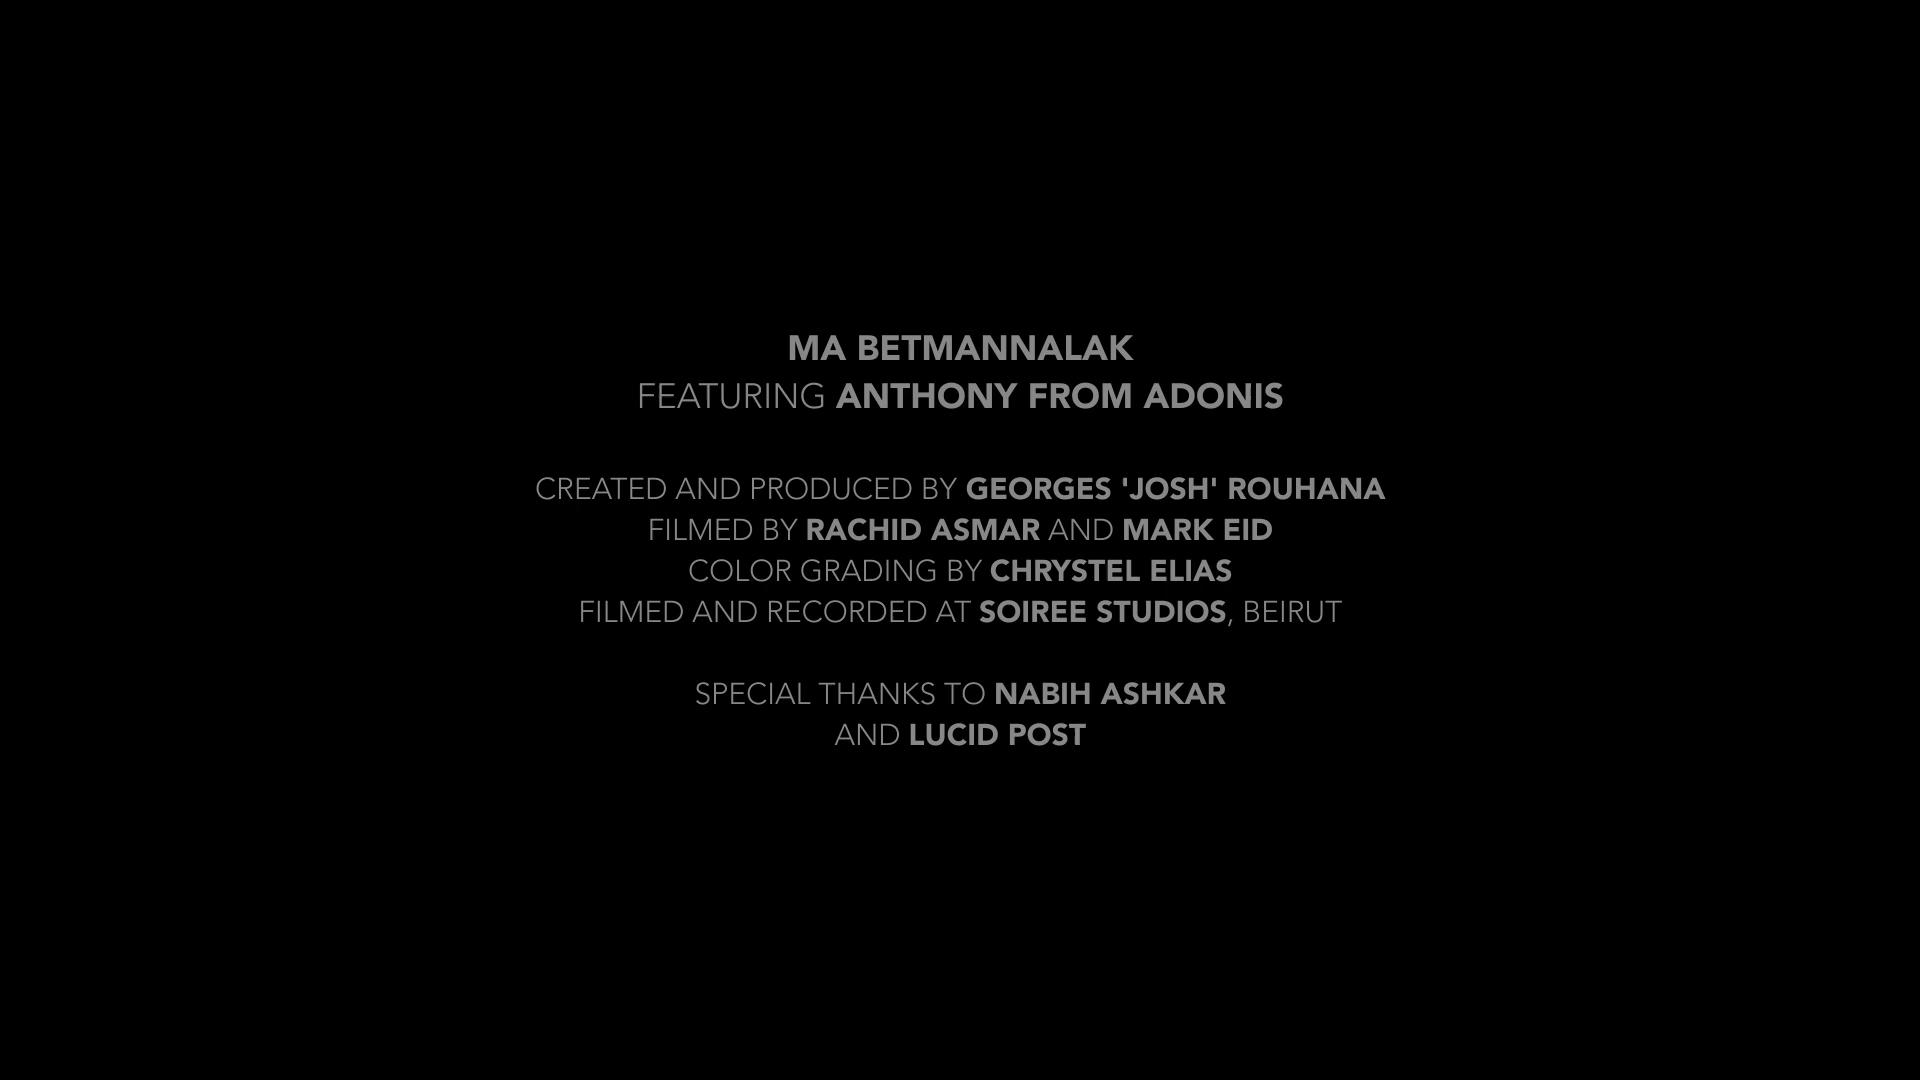 MA BETMANNALAK
FEATURING ANTHONY FROM ADONIS
CREATED AND PRODUCED BY GEORGES 'JOSH' ROUHANA
FILMED BY RACHID ASMAR AND MARK EID
COLOR GRADING BY CHRYSTEL ELIAS
FILMED AND RECORDED AT SOIREE STUDIOS, BEIRUT
SPECIAL THANKS TO NABIH ASHKAR
AND LUCID POST